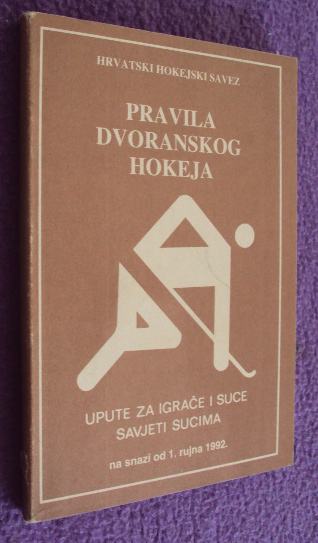 HRVATSKI HOKEJSKI SAVEZ
PRAVILA
DVORANSKOG
HOKEJA
UPUTE ZA IGRAČE I SUCE
SAVJETI SUCIMA
na snazi od 1. rujna 1992.